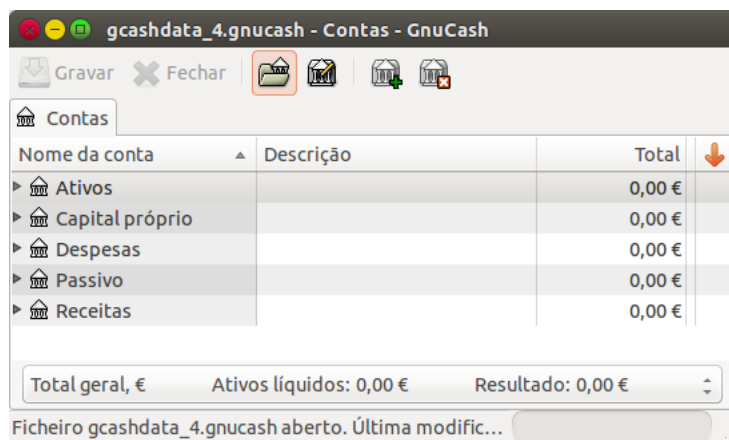 gcashdata_4.gnucash - Contas - GnuCash
Gravar Fechar
Contas
Nome da conta Descrição Total
Ativos 0,00 €
Capital próprio 0,00 €
Despesas 0,00 €
Passivo 0,00 €
Receitas 0,00 €
Total geral, € Ativos líquidos: 0,00 € Resultado: 0,00 €
Ficheiro gcashdata_4.gnucash aberto. Última modific...